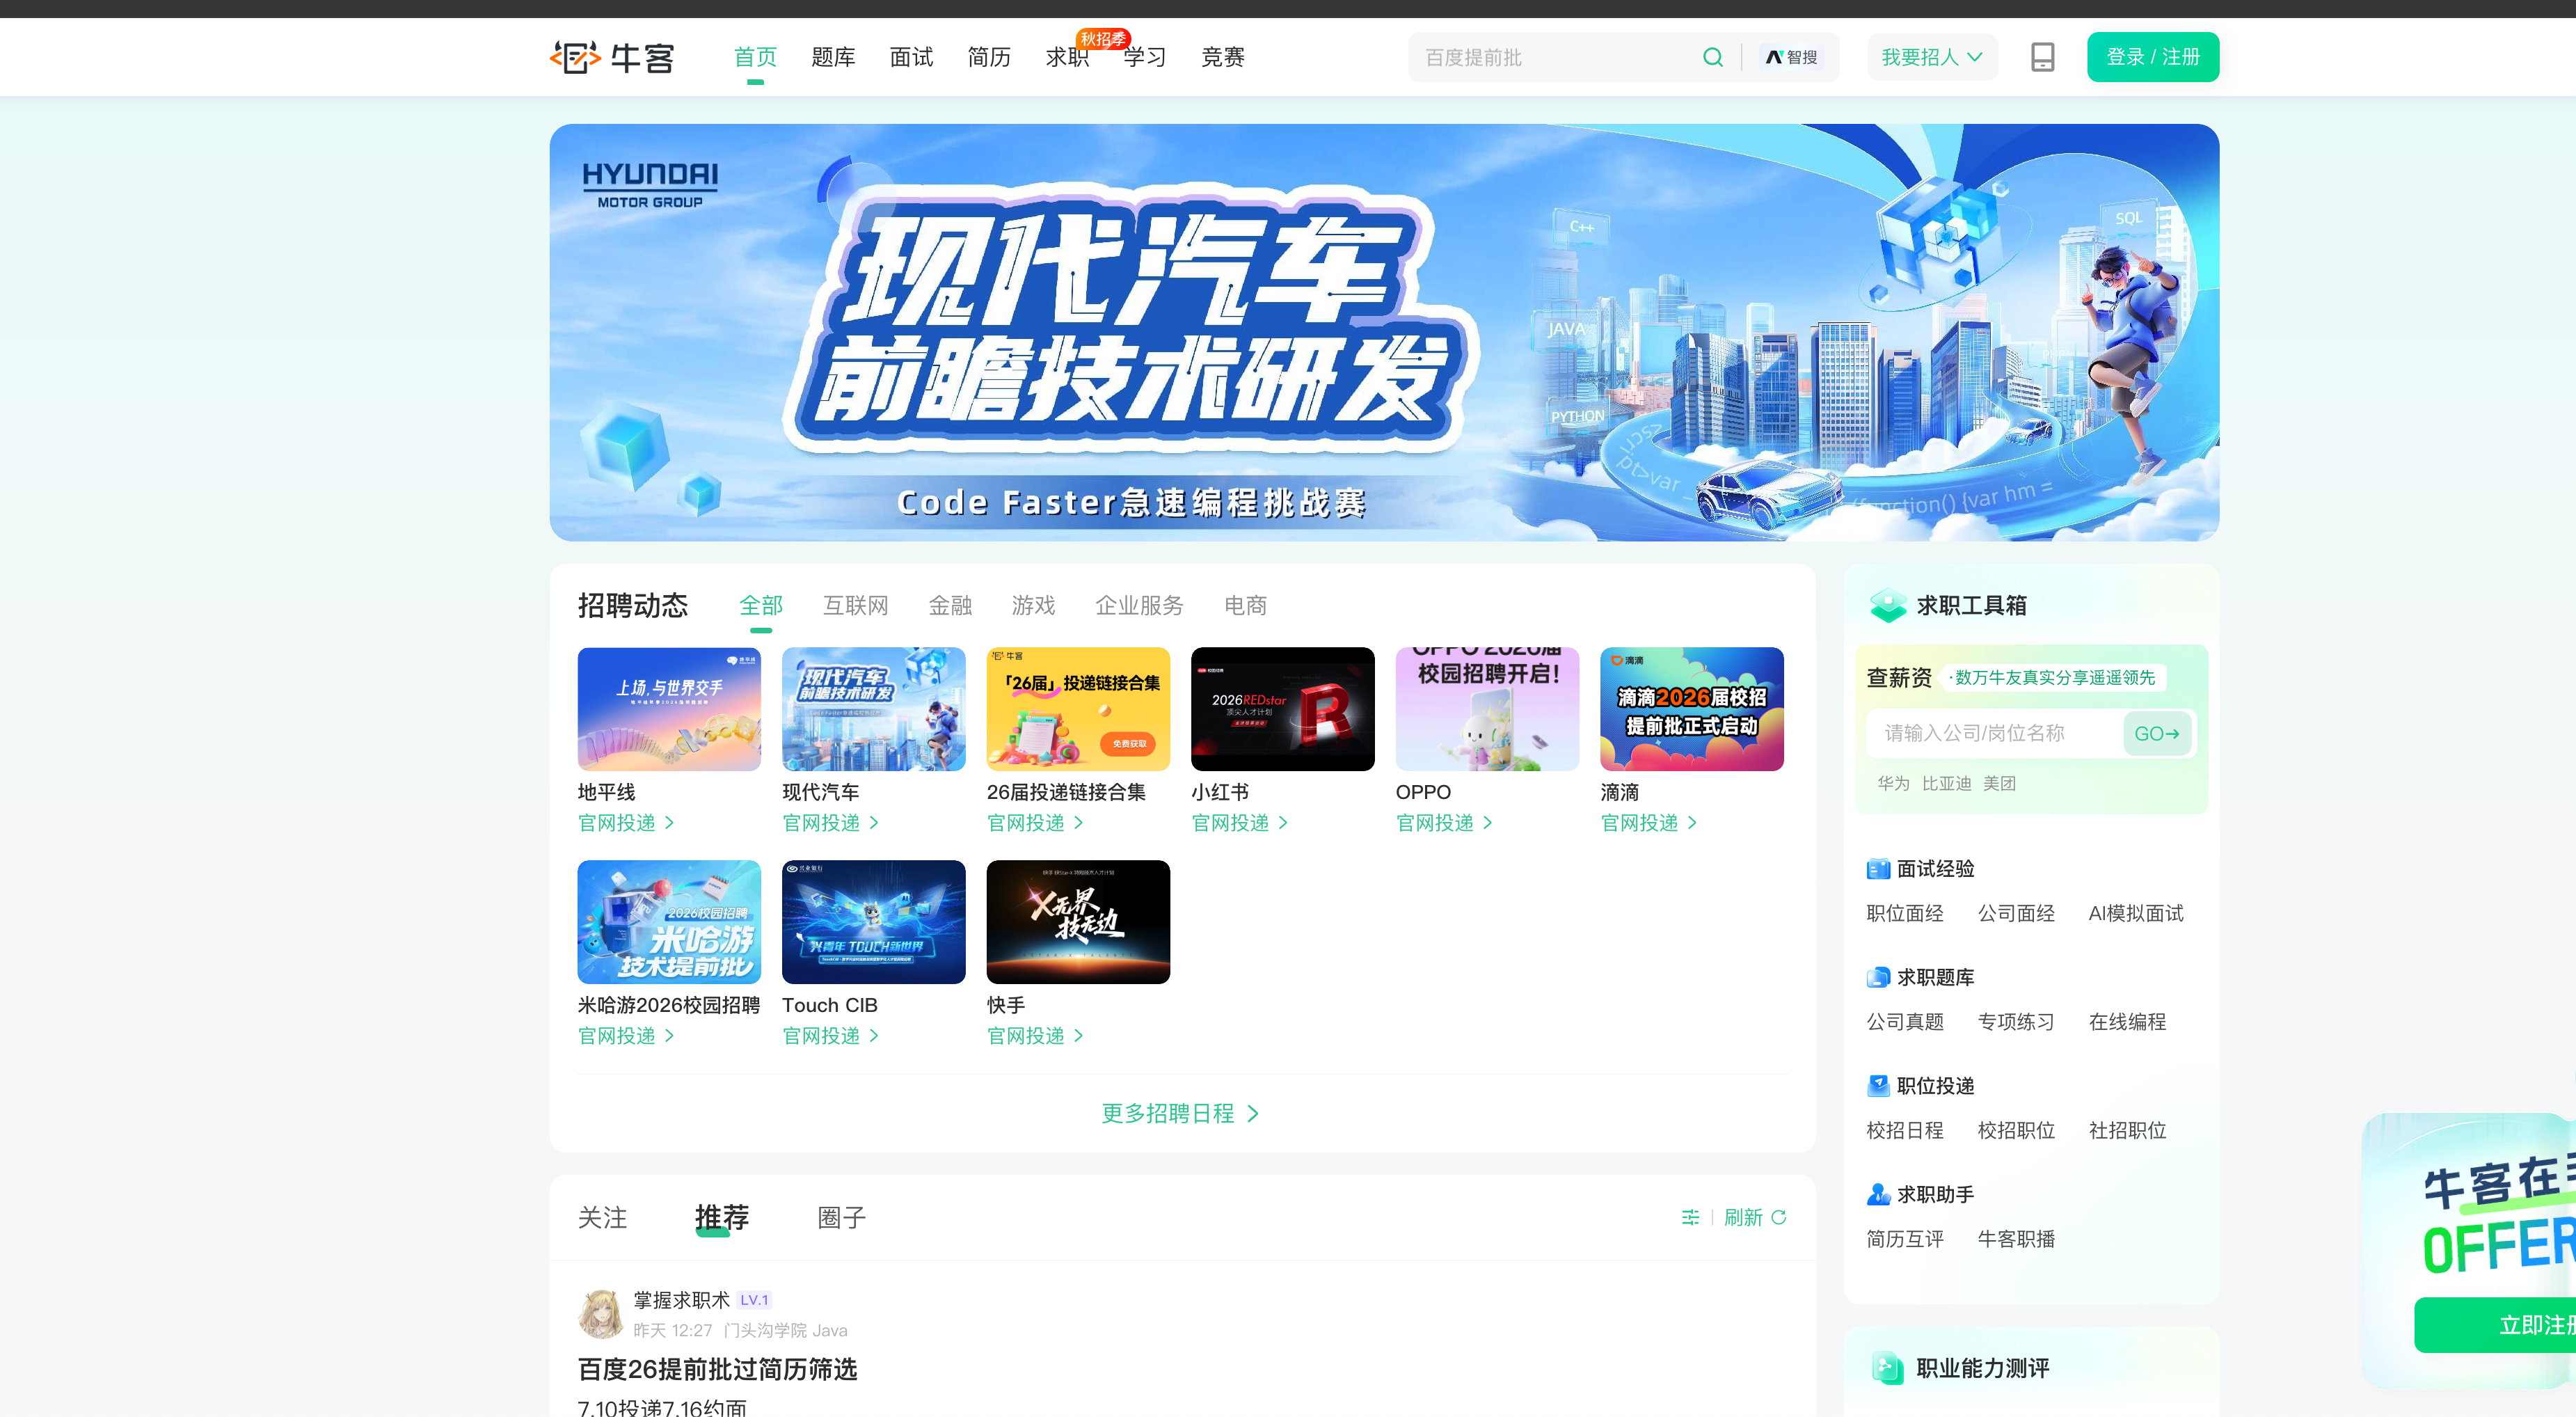 牛客
首页
题库
面试
简历
求职
秋招季
学习
竞赛
百度提前批
智搜
我要招人
登录 / 注册
HYUNDAI
MOTOR GROUP
现代汽车
前瞻技术研发
Code Faster急速编程挑战赛
C++
JAVA
PYTHON
SQL
招聘动态
全部
互联网
金融
游戏
企业服务
电商
上场,与世界交手
现代汽车
前瞻技术研发
牛客
「26届」投递链接合集
免费获取
2026REDstar
顶尖人才计划
R
OPPO 2026届
校园招聘开启!
滴滴
滴滴2026届校招
提前批正式启动
地平线
现代汽车
26届投递链接合集
小红书
OPPO
滴滴
官网投递
官网投递
官网投递
官网投递
官网投递
官网投递
2026校园招聘
米哈游
技术提前批
兴业银行
兴青年 TOUCH新世界
X无界
技无边
米哈游2026校园招聘
Touch CIB
快手
官网投递
官网投递
官网投递
更多招聘日程
求职工具箱
查薪资
·数万牛友真实分享遥遥领先
请输入公司/岗位名称
GO
华为 比亚迪 美团
面试经验
职位面经 公司面经 AI模拟面试
求职题库
公司真题 专项练习 在线编程
职位投递
校招日程 校招职位 社招职位
求职助手
简历互评 牛客职播
职业能力测评
关注
推荐
圈子
刷新
掌握求职术 LV.1
昨天 12:27 门头沟学院 Java
百度26提前批过简历筛选
7.10投递7.16约面
牛客在手
OFFER
立即注册